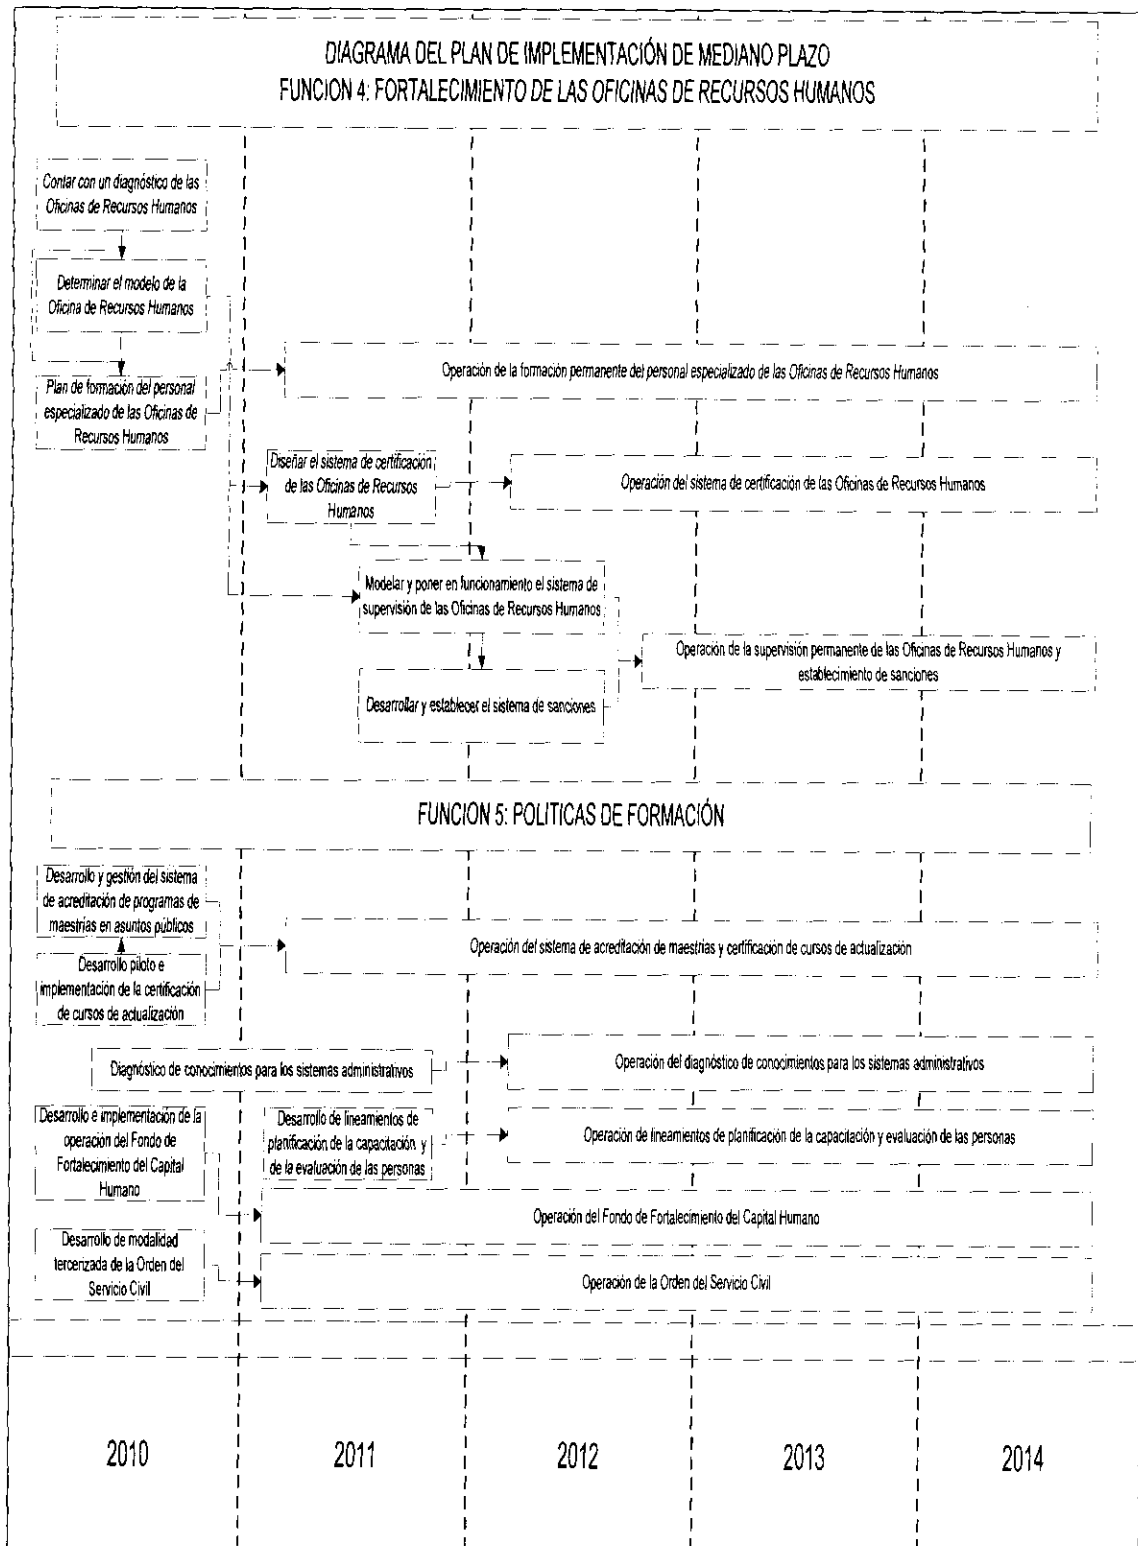 DIAGRAMA DEL PLAN DE IMPLEMENTACIÓN DE MEDIANO PLAZO
FUNCION 4: FORTALECIMIENTO DE LAS OFICINAS DE RECURSOS HUMANOS
Contar con un diagnóstico de las
Oficinas de Recursos Humanos
Determinar el modelo de la
Oficina de Recursos Humanos
Plan de formación del personal
especializado de las Oficinas de
Recursos Humanos
Operación de la formación permanente del personal especializado de las Oficinas de Recursos Humanos
Diseñar el sistema de certificación
de las Oficinas de Recursos
Humanos
Operación del sistema de certificación de las Oficinas de Recursos Humanos
Modelar y poner en funcionamiento el sistema de
supervisión de las Oficinas de Recursos Humanos
Operación de la supervisión permanente de las Oficinas de Recursos Humanos y
establecimiento de sanciones
Desarrollar y establecer el sistema de sanciones
FUNCION 5: POLITICAS DE FORMACIÓN
Desarrollo y gestión del sistema
de acreditación de programas de
maestrías en asuntos públicos
Operación del sistema de acreditación de maestrías y certificación de cursos de actualización
Desarrollo piloto e
implementación de la certificación
de cursos de actualización
Diagnóstico de conocimientos para los sistemas administrativos
Operación del diagnóstico de conocimientos para los sistemas administrativos
Desarrollo e implementación de la
operación del Fondo de
Fortalecimiento del Capital
Humano
Desarrollo de lineamientos de
planificación de la capacitación y
de la evaluación de las personas
Operación de lineamientos de planificación de la capacitación y evaluación de las personas
Operación del Fondo de Fortalecimiento del Capital Humano
Desarrollo de modalidad
tercerizada de la Orden del
Servicio Civil
Operación de la Orden del Servicio Civil
2010
2011
2012
2013
2014